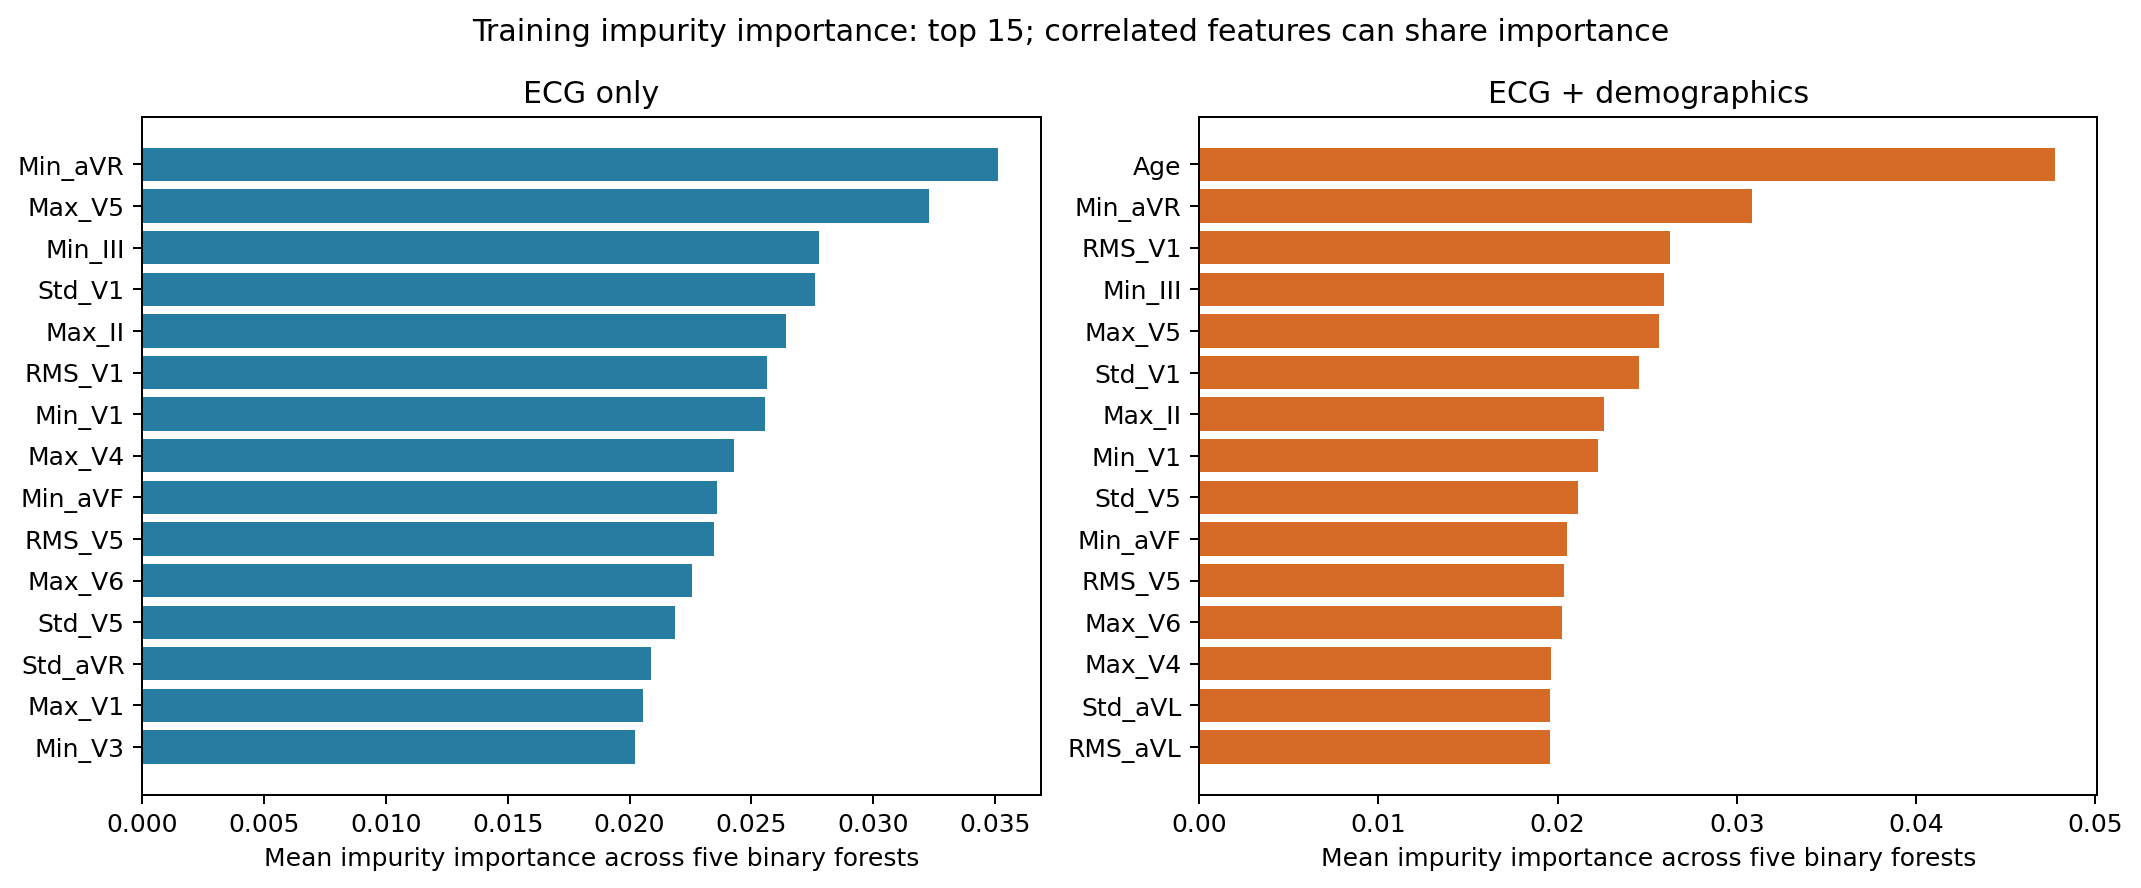 Training impurity importance: top 15; correlated features can share importance
ECG only
Min_aVR
Max_V5
Min_III
Std_V1
Max_II
RMS_V1
Min_V1
Max_V4
Min_aVF
RMS_V5
Max_V6
Std_V5
Std_aVR
Max_V1
Min_V3
0.000 0.005 0.010 0.015 0.020 0.025 0.030 0.035
Mean impurity importance across five binary forests
ECG + demographics
Age
Min_aVR
RMS_V1
Min_III
Max_V5
Std_V1
Max_II
Min_V1
Std_V5
Min_aVF
RMS_V5
Max_V6
Max_V4
Std_aVL
RMS_aVL
0.00 0.01 0.02 0.03 0.04 0.05
Mean impurity importance across five binary forests